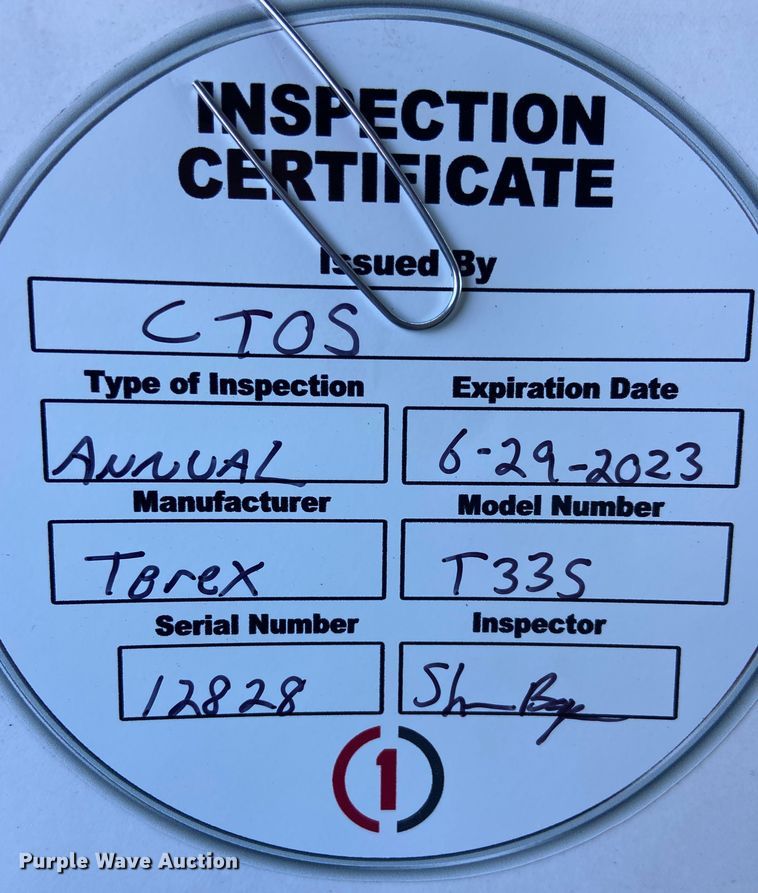 INSPECTION
CERTIFICATE
Issued By
CTOS
Type of Inspection Expiration Date
ANNUAL 6-29-2023
Manufacturer Model Number
Terex T335
Serial Number Inspector
12828
1
Purple Wave Auction